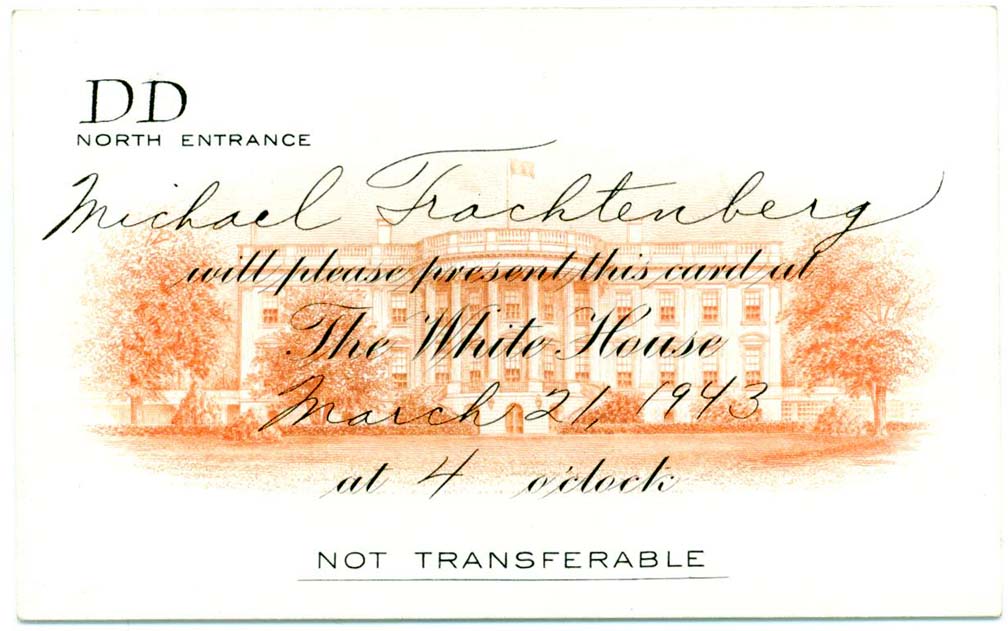 DD
NORTH ENTRANCE
Michael Trachtenberg
will please present this card at
The White House
March 21, 1943
at 4 o'clock
NOT TRANSFERABLE